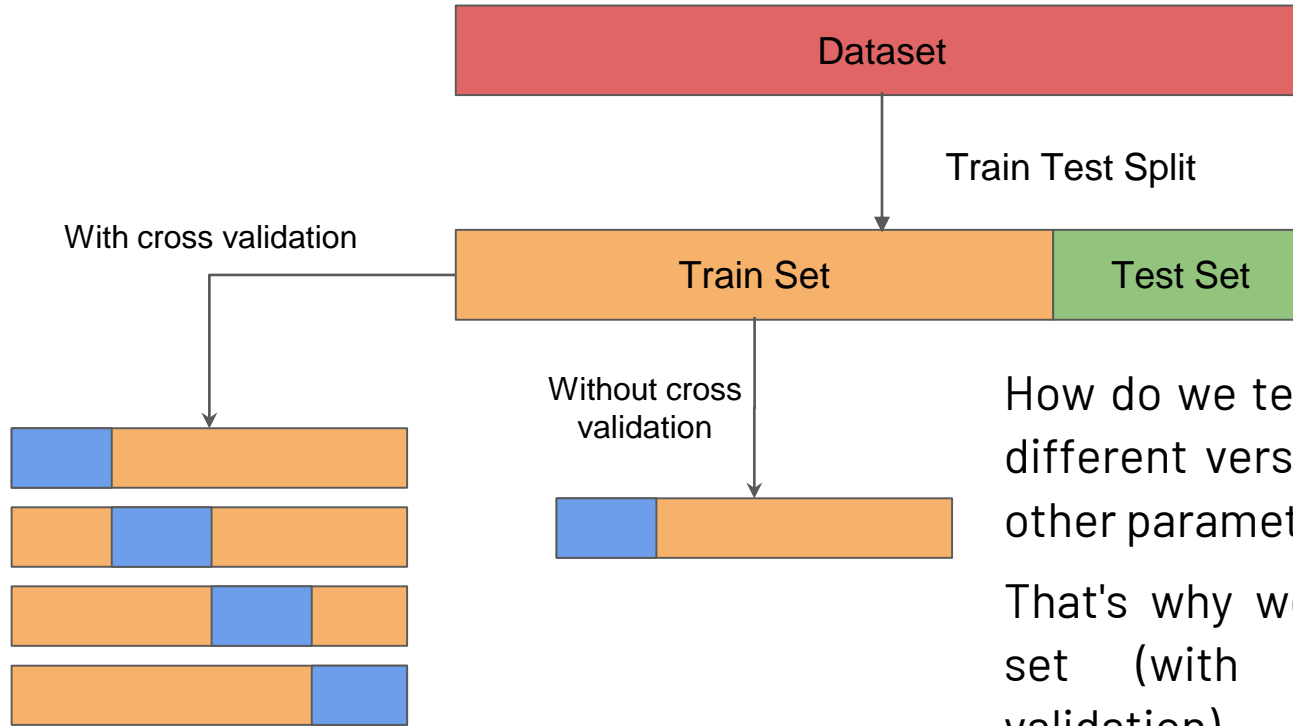 Dataset
Train Test Split
With cross validation
Train Set
Test Set
Without cross
validation
How do we te
different vers
other paramet
That's why we
set (with
validation)